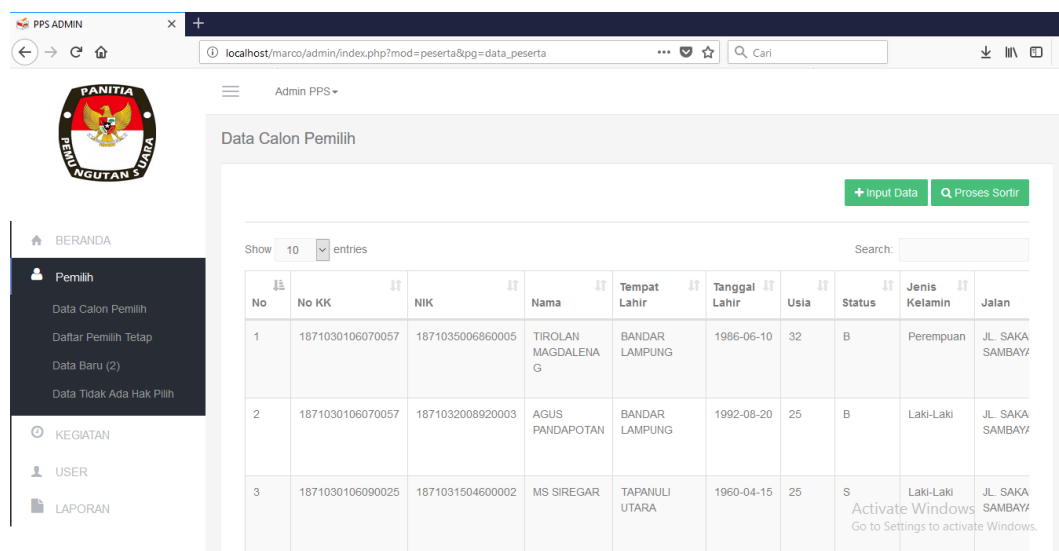 PPS ADMIN
localhost/marco/admin/index.php?mod=peserta&pg=data_peserta
Cari
PANITIA
PEMUNGUTAN SUARA
Admin PPS
Data Calon Pemilih
Input Data
Proses Sortir
BERANDA
Pemilih
Data Calon Pemilih
Daftar Pemilih Tetap
Data Baru (2)
Data Tidak Ada Hak Pilih
KEGIATAN
USER
LAPORAN
Show 10 entries
Search:
No No KK NIK Nama Tempat Lahir Tanggal Lahir Usia Status Jenis Kelamin Jalan
1 1871030106070057 1871035006860005 TIROLAN MAGDALENA G BANDAR LAMPUNG 1986-06-10 32 B Perempuan JL. SAKA SAMBAYA
2 1871030106070057 1871032008920003 AGUS PANDAPOTAN BANDAR LAMPUNG 1992-08-20 25 B Laki-Laki JL. SAKA SAMBAYA
3 1871030106090025 1871031504600002 MS SIREGAR TAPANULI UTARA 1960-04-15 25 S Laki-Laki JL. SAKA SAMBAYA
Activate Windows
Go to Settings to activate Windows.